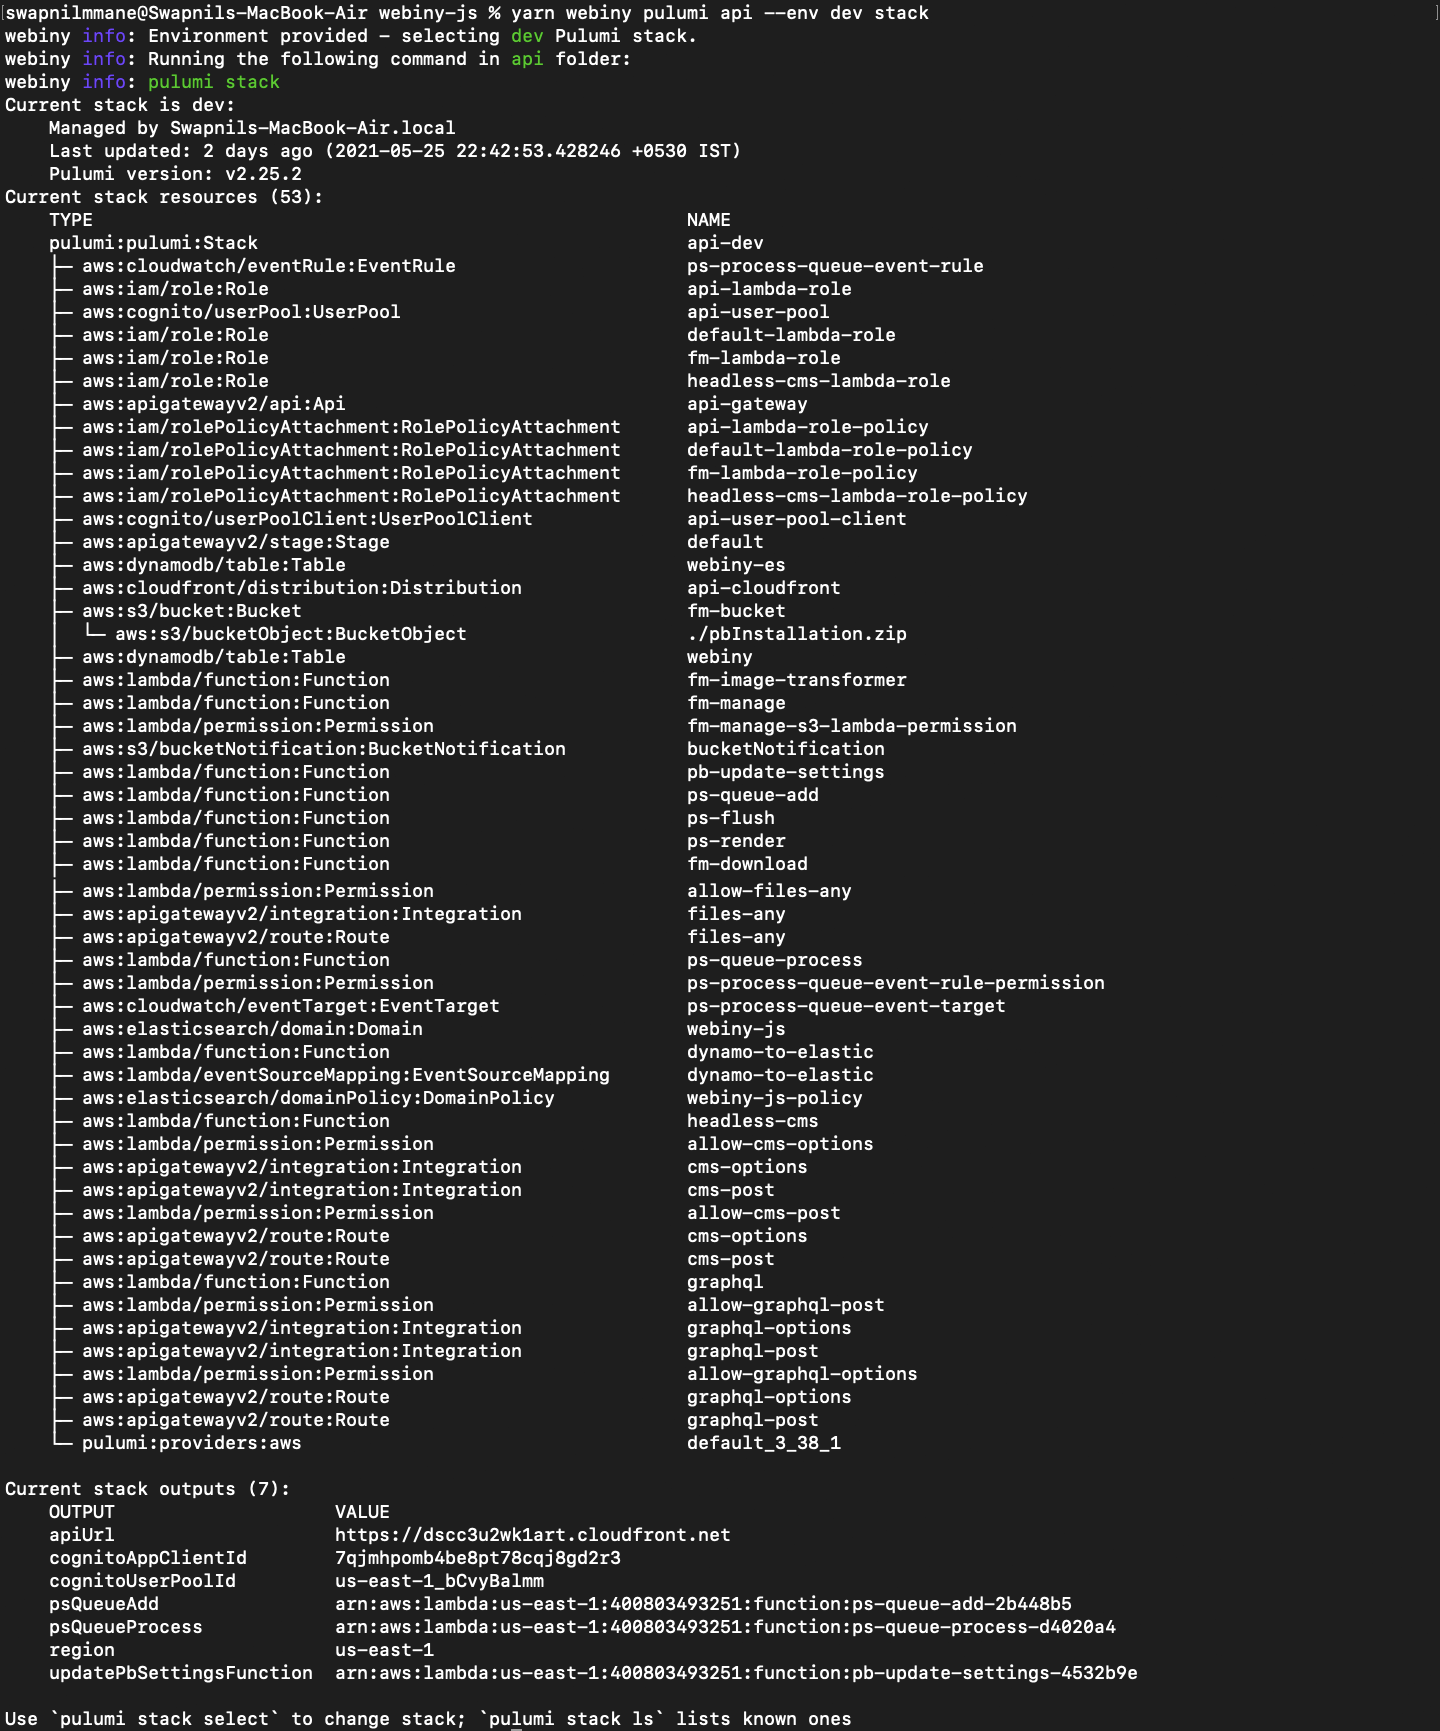 swapnilmmane@Swapnils-MacBook-Air webiny-js % yarn webiny pulumi api --env dev stack
webiny info: Environment provided – selecting dev Pulumi stack.
webiny info: Running the following command in api folder:
webiny info: pulumi stack
Current stack is dev:
    Managed by Swapnils-MacBook-Air.local
    Last updated: 2 days ago (2021-05-25 22:42:53.428246 +0530 IST)
    Pulumi version: v2.25.2
Current stack resources (53):
    TYPE                                                      NAME
    pulumi:pulumi:Stack                                       api-dev
    ├─ aws:cloudwatch/eventRule:EventRule                     ps-process-queue-event-rule
    ├─ aws:iam/role:Role                                      api-lambda-role
    ├─ aws:cognito/userPool:UserPool                          api-user-pool
    ├─ aws:iam/role:Role                                      default-lambda-role
    ├─ aws:iam/role:Role                                      fm-lambda-role
    ├─ aws:iam/role:Role                                      headless-cms-lambda-role
    ├─ aws:apigatewayv2/api:Api                               api-gateway
    ├─ aws:iam/rolePolicyAttachment:RolePolicyAttachment      api-lambda-role-policy
    ├─ aws:iam/rolePolicyAttachment:RolePolicyAttachment      default-lambda-role-policy
    ├─ aws:iam/rolePolicyAttachment:RolePolicyAttachment      fm-lambda-role-policy
    ├─ aws:iam/rolePolicyAttachment:RolePolicyAttachment      headless-cms-lambda-role-policy
    ├─ aws:cognito/userPoolClient:UserPoolClient              api-user-pool-client
    ├─ aws:apigatewayv2/stage:Stage                           default
    ├─ aws:dynamodb/table:Table                               webiny-es
    ├─ aws:cloudfront/distribution:Distribution               api-cloudfront
    ├─ aws:s3/bucket:Bucket                                   fm-bucket
    │  └─ aws:s3/bucketObject:BucketObject                    ./pbInstallation.zip
    ├─ aws:dynamodb/table:Table                               webiny
    ├─ aws:lambda/function:Function                           fm-image-transformer
    ├─ aws:lambda/function:Function                           fm-manage
    ├─ aws:lambda/permission:Permission                       fm-manage-s3-lambda-permission
    ├─ aws:s3/bucketNotification:BucketNotification           bucketNotification
    ├─ aws:lambda/function:Function                           pb-update-settings
    ├─ aws:lambda/function:Function                           ps-queue-add
    ├─ aws:lambda/function:Function                           ps-flush
    ├─ aws:lambda/function:Function                           ps-render
    ├─ aws:lambda/function:Function                           fm-download
    ├─ aws:lambda/permission:Permission                       allow-files-any
    ├─ aws:apigatewayv2/integration:Integration               files-any
    ├─ aws:apigatewayv2/route:Route                           files-any
    ├─ aws:lambda/function:Function                           ps-queue-process
    ├─ aws:lambda/permission:Permission                       ps-process-queue-event-rule-permission
    ├─ aws:cloudwatch/eventTarget:EventTarget                 ps-process-queue-event-target
    ├─ aws:elasticsearch/domain:Domain                        webiny-js
    ├─ aws:lambda/function:Function                           dynamo-to-elastic
    ├─ aws:lambda/eventSourceMapping:EventSourceMapping       dynamo-to-elastic
    ├─ aws:elasticsearch/domainPolicy:DomainPolicy            webiny-js-policy
    ├─ aws:lambda/function:Function                           headless-cms
    ├─ aws:lambda/permission:Permission                       allow-cms-options
    ├─ aws:apigatewayv2/integration:Integration               cms-options
    ├─ aws:apigatewayv2/integration:Integration               cms-post
    ├─ aws:lambda/permission:Permission                       allow-cms-post
    ├─ aws:apigatewayv2/route:Route                           cms-options
    ├─ aws:apigatewayv2/route:Route                           cms-post
    ├─ aws:lambda/function:Function                           graphql
    ├─ aws:lambda/permission:Permission                       allow-graphql-post
    ├─ aws:apigatewayv2/integration:Integration               graphql-options
    ├─ aws:apigatewayv2/integration:Integration               graphql-post
    ├─ aws:lambda/permission:Permission                       allow-graphql-options
    ├─ aws:apigatewayv2/route:Route                           graphql-options
    ├─ aws:apigatewayv2/route:Route                           graphql-post
    └─ pulumi:providers:aws                                   default_3_38_1

Current stack outputs (7):
    OUTPUT                    VALUE
    apiUrl                    https://dscc3u2wk1art.cloudfront.net
    cognitoAppClientId        7qjmhpomb4be8pt78cqj8gd2r3
    cognitoUserPoolId         us-east-1_bCvyBalmm
    psQueueAdd                arn:aws:lambda:us-east-1:400803493251:function:ps-queue-add-2b448b5
    psQueueProcess            arn:aws:lambda:us-east-1:400803493251:function:ps-queue-process-d4020a4
    region                    us-east-1
    updatePbSettingsFunction  arn:aws:lambda:us-east-1:400803493251:function:pb-update-settings-4532b9e

Use `pulumi stack select` to change stack; `pulumi stack ls` lists known ones